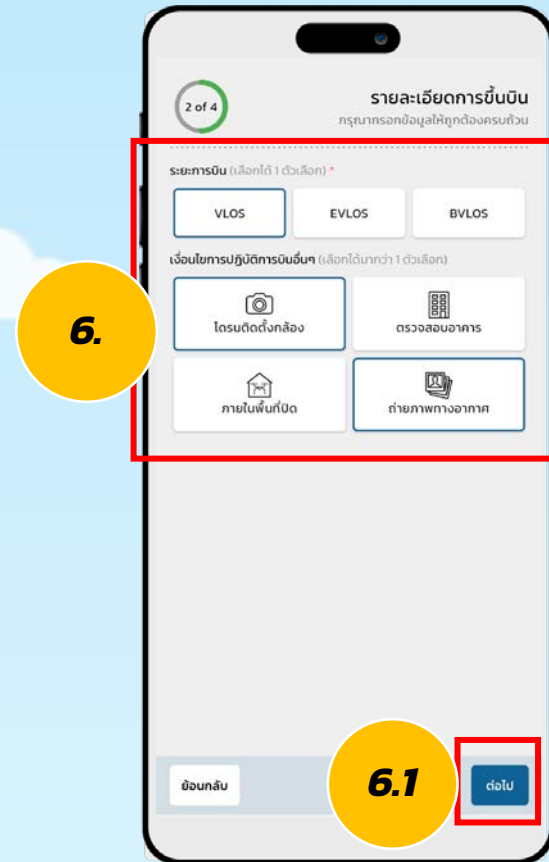 2 of 4
รายละเอียดการขึ้นบิน
กรุณากรอกข้อมูลให้ถูกต้องครบถ้วน
ระยะการบิน (เลือกได้ 1 ตัวเลือก) *
VLOS EVLOS BVLOS
เงื่อนไขการปฏิบัติการบินอื่นๆ (เลือกได้มากว่า 1 ตัวเลือก)
6.
โดรนติดตั้งกล้อง ตรวจสอบอาคาร
ภายในพื้นที่ปิด ถ่ายภาพทางอากาศ
ย้อนกลับ 6.1 ต่อไป